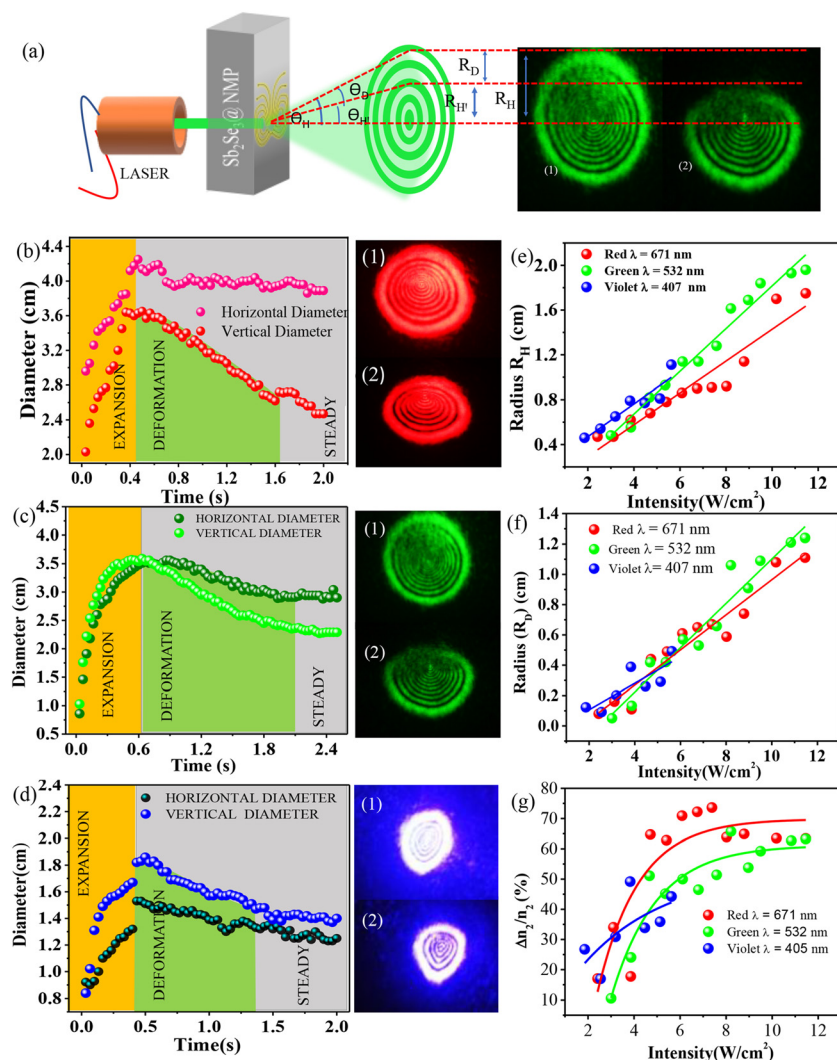 (a)
Sb2Se3@ NMP
LASER
ΘH
ΘD
ΘH'
RD
RH'
RH
(1)
(2)
(b)
4.4
4.0
3.6
3.2
2.8
2.4
2.0
Diameter (cm)
EXPANSION
DEFORMATION
STEADY
Horizontal Diameter
Vertical Diameter
0.0 0.4 0.8 1.2 1.6 2.0
Time (s)
(1)
(2)
(c)
4.5
4.0
3.5
3.0
2.5
2.0
1.5
1.0
0.5
Diameter (cm)
EXPANSION
DEFORMATION
STEADY
HORIZONTAL DIAMETER
VERTICAL DIAMETER
0.0 0.6 1.2 1.8 2.4
Time (s)
(1)
(2)
(d)
2.4
2.2
2.0
1.8
1.6
1.4
1.2
1.0
0.8
Diameter (cm)
EXPANSION
DEFORMATION
STEADY
HORIZONTAL DIAMETER
VERTICAL DIAMETER
0.0 0.5 1.0 1.5 2.0
Time(s)
(1)
(2)
(e)
2.0
1.6
1.2
0.8
0.4
Radius RH (cm)
Red λ = 671 nm
Green λ = 532 nm
Violet λ = 407 nm
2 4 6 8 10 12
Intensity(W/cm2)
(f)
1.4
1.2
1.0
0.8
0.6
0.4
0.2
0.0
Radius (RD) (cm)
Red λ = 671 nm
Green λ = 532 nm
Violet λ= 407 nm
2 4 6 8 10 12
Intensity(W/cm2)
(g)
80
70
60
50
40
30
20
10
Δn2/n2 (%)
Red λ = 671 nm
Green λ = 532 nm
Violet λ = 405 nm
2 4 6 8 10 12
Intensity(W/cm2)